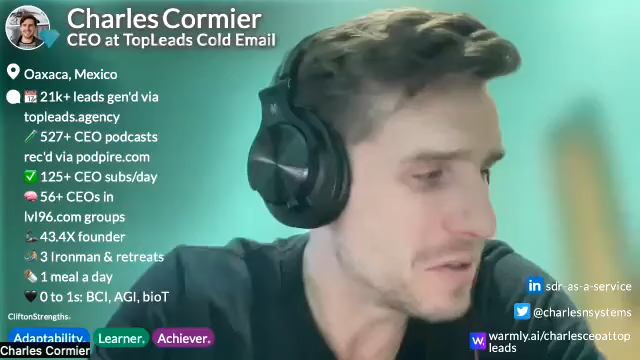 Charles Cormier
CEO at TopLeads Cold Email
Oaxaca, Mexico
21k+ leads gen'd via
topleads.agency
527+ CEO podcasts
rec'd via podpire.com
125+ CEO subs/day
56+ CEOs in
lvl96.com groups
43.4X founder
3 Ironman & retreats
1 meal a day
0 to 1s: BCI, AGI, bioT
CliftonStrengths.
Adaptability. Learner. Achiever.
Charles Cormier
in sdr-as-a-service
@charlesnsystems
w warmly.ai/charlesceoattop
leads